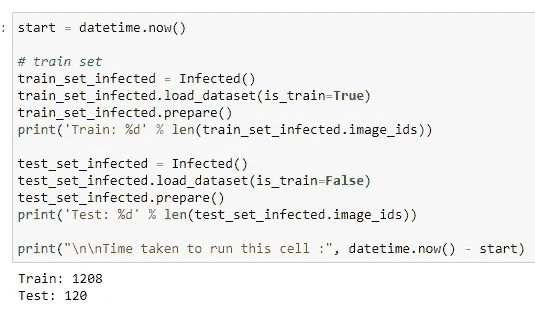 : start = datetime.now()
# train set
train_set_infected = Infected()
train_set_infected.load_dataset(is_train=True)
train_set_infected.prepare()
print('Train: %d' % len(train_set_infected.image_ids))
test_set_infected = Infected()
test_set_infected.load_dataset(is_train=False)
test_set_infected.prepare()
print('Test: %d' % len(test_set_infected.image_ids))
print("\n\nTime taken to run this cell :", datetime.now() - start)
Train: 1208
Test: 120